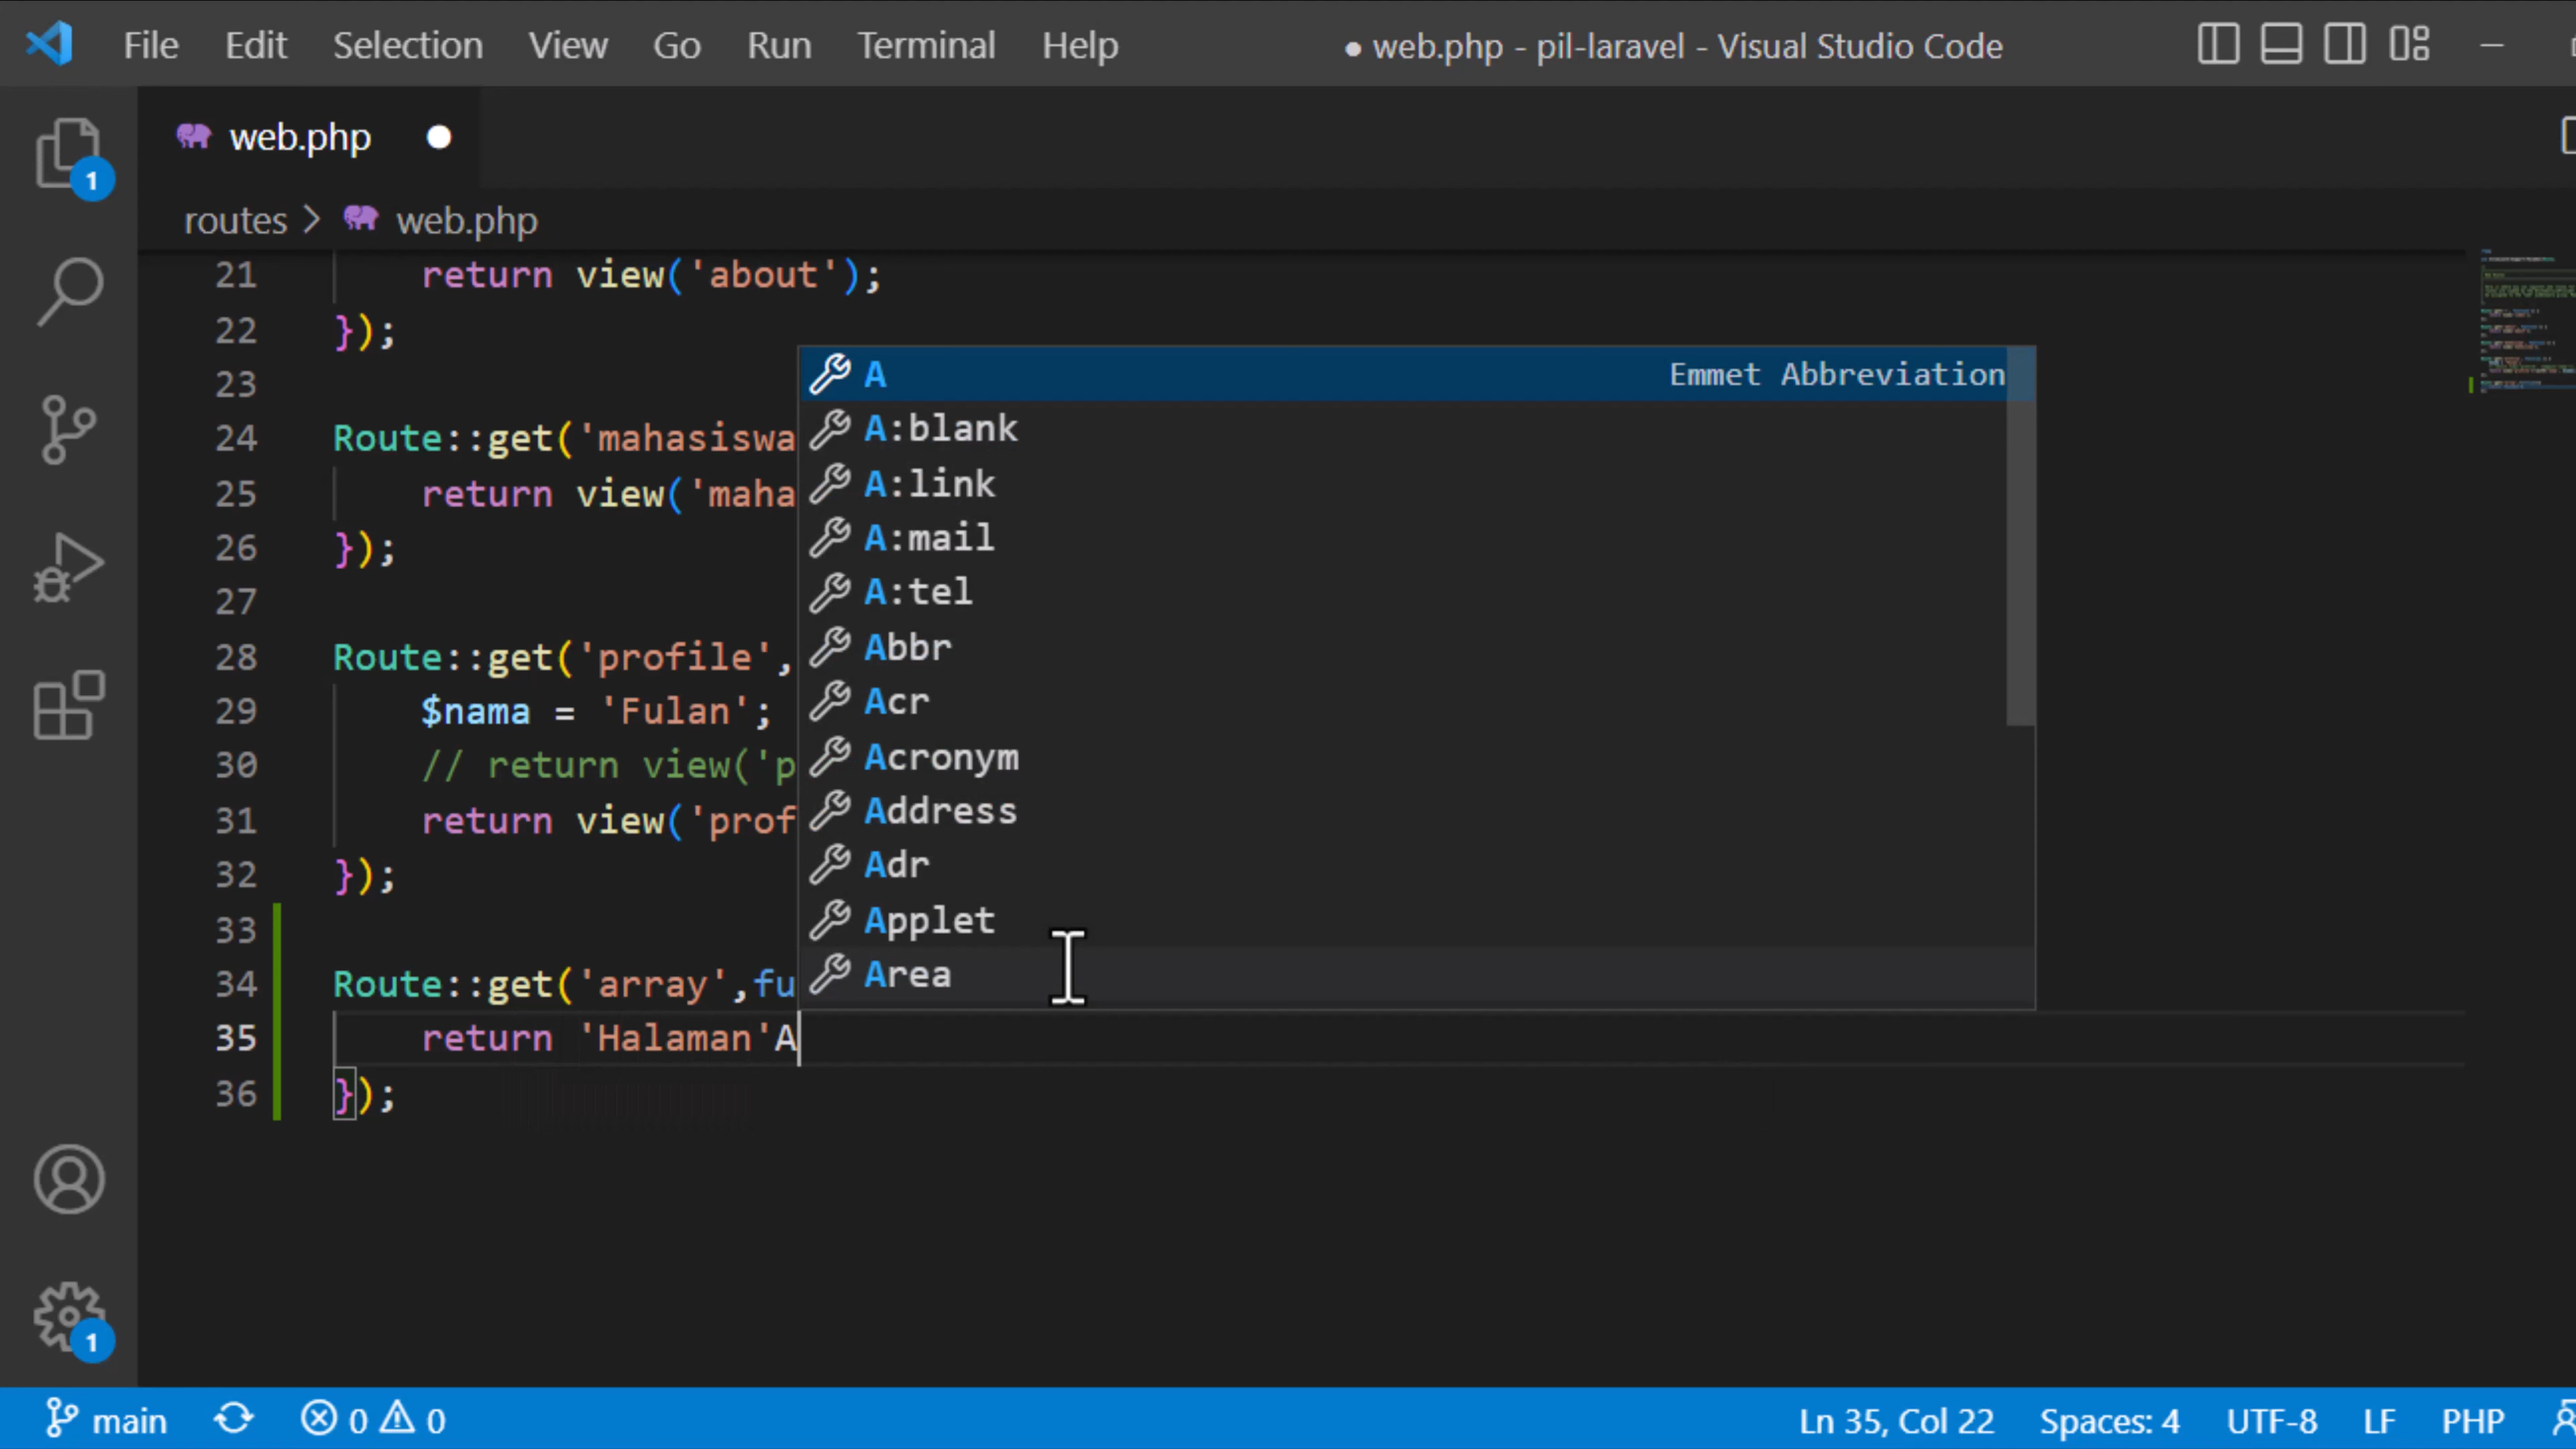 File Edit Selection View Go Run Terminal Help ● web.php - pil-laravel - Visual Studio Code
web.php
1
routes > web.php
21 return view('about');
22 });
23
24 Route::get('mahasiswa
25 return view('maha
26 });
27
28 Route::get('profile',
29 $nama = 'Fulan';
30 // return view('p
31 return view('prof
32 });
33
34 Route::get('array',fu
35 return 'Halaman'A
36 });
A Emmet Abbreviation
A:blank
A:link
A:mail
A:tel
Abbr
Acr
Acronym
Address
Adr
Applet
Area
1
main 0 0 Ln 35, Col 22 Spaces: 4 UTF-8 LF PHP